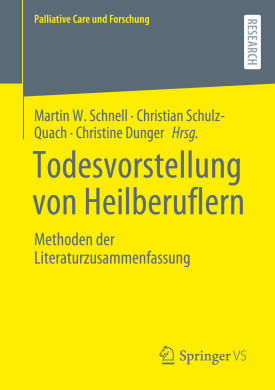 Palliative Care und Forschung
RESEARCH
Martin W. Schnell · Christian Schulz-
Quach · Christine Dunger Hrsg.
Todesvorstellung
von Heilberuflern
Methoden der
Literaturzusammenfassung
Springer VS